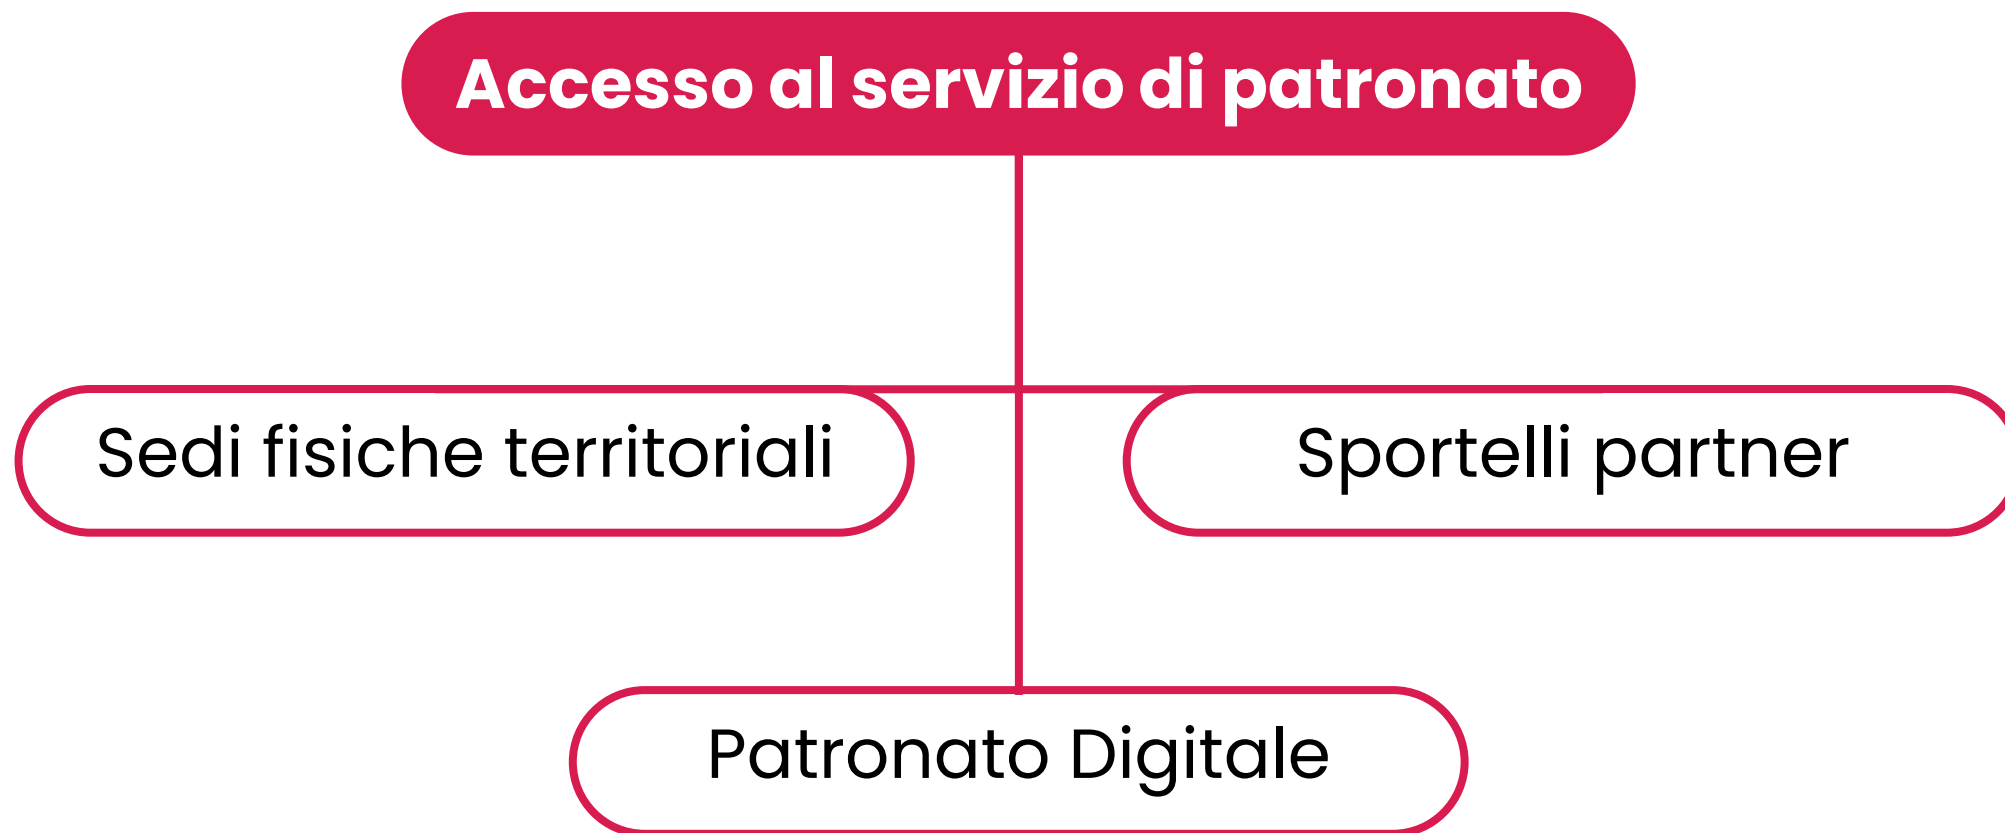 Accesso al servizio di patronato
Sedi fisiche territoriali
Sportelli partner
Patronato Digitale